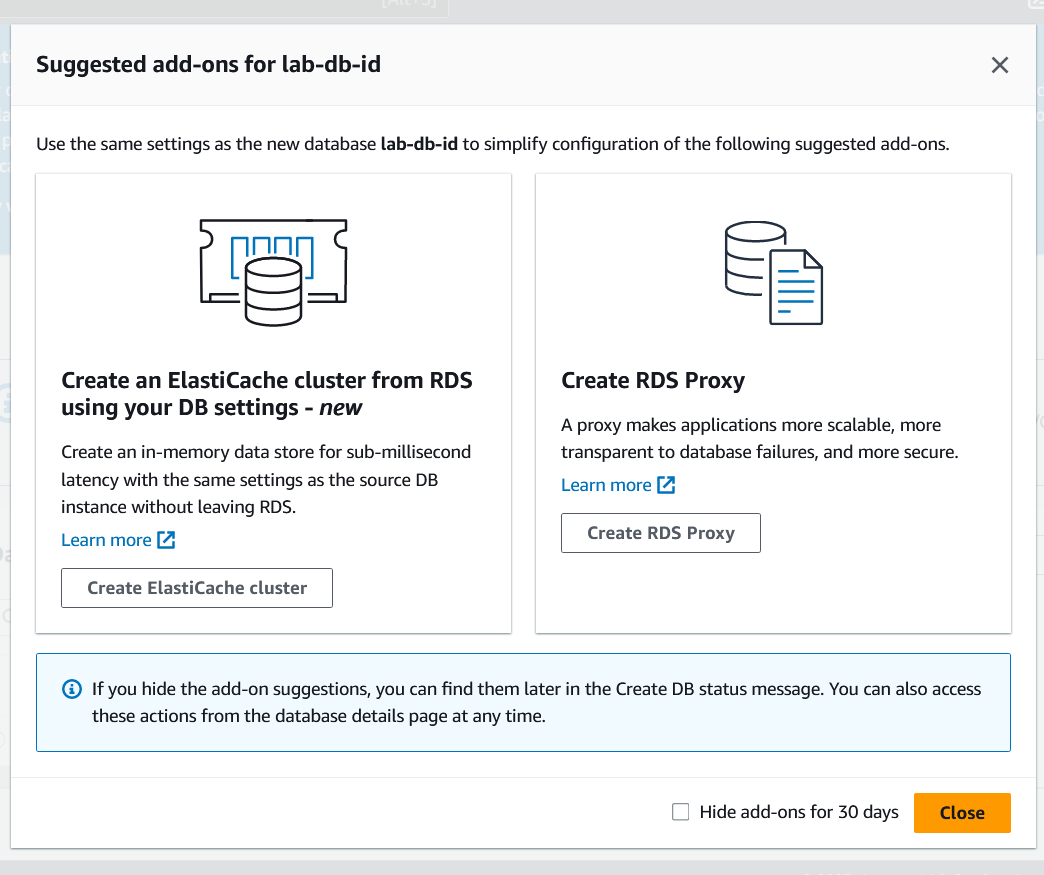 [Alt+S]
Suggested add-ons for lab-db-id
Use the same settings as the new database lab-db-id to simplify configuration of the following suggested add-ons.
Create an ElastiCache cluster from RDS
using your DB settings - new
Create an in-memory data store for sub-millisecond
latency with the same settings as the source DB
instance without leaving RDS.
Learn more
Create ElastiCache cluster
Create RDS Proxy
A proxy makes applications more scalable, more
transparent to database failures, and more secure.
Learn more
Create RDS Proxy
If you hide the add-on suggestions, you can find them later in the Create DB status message. You can also access
these actions from the database details page at any time.
Hide add-ons for 30 days
Close